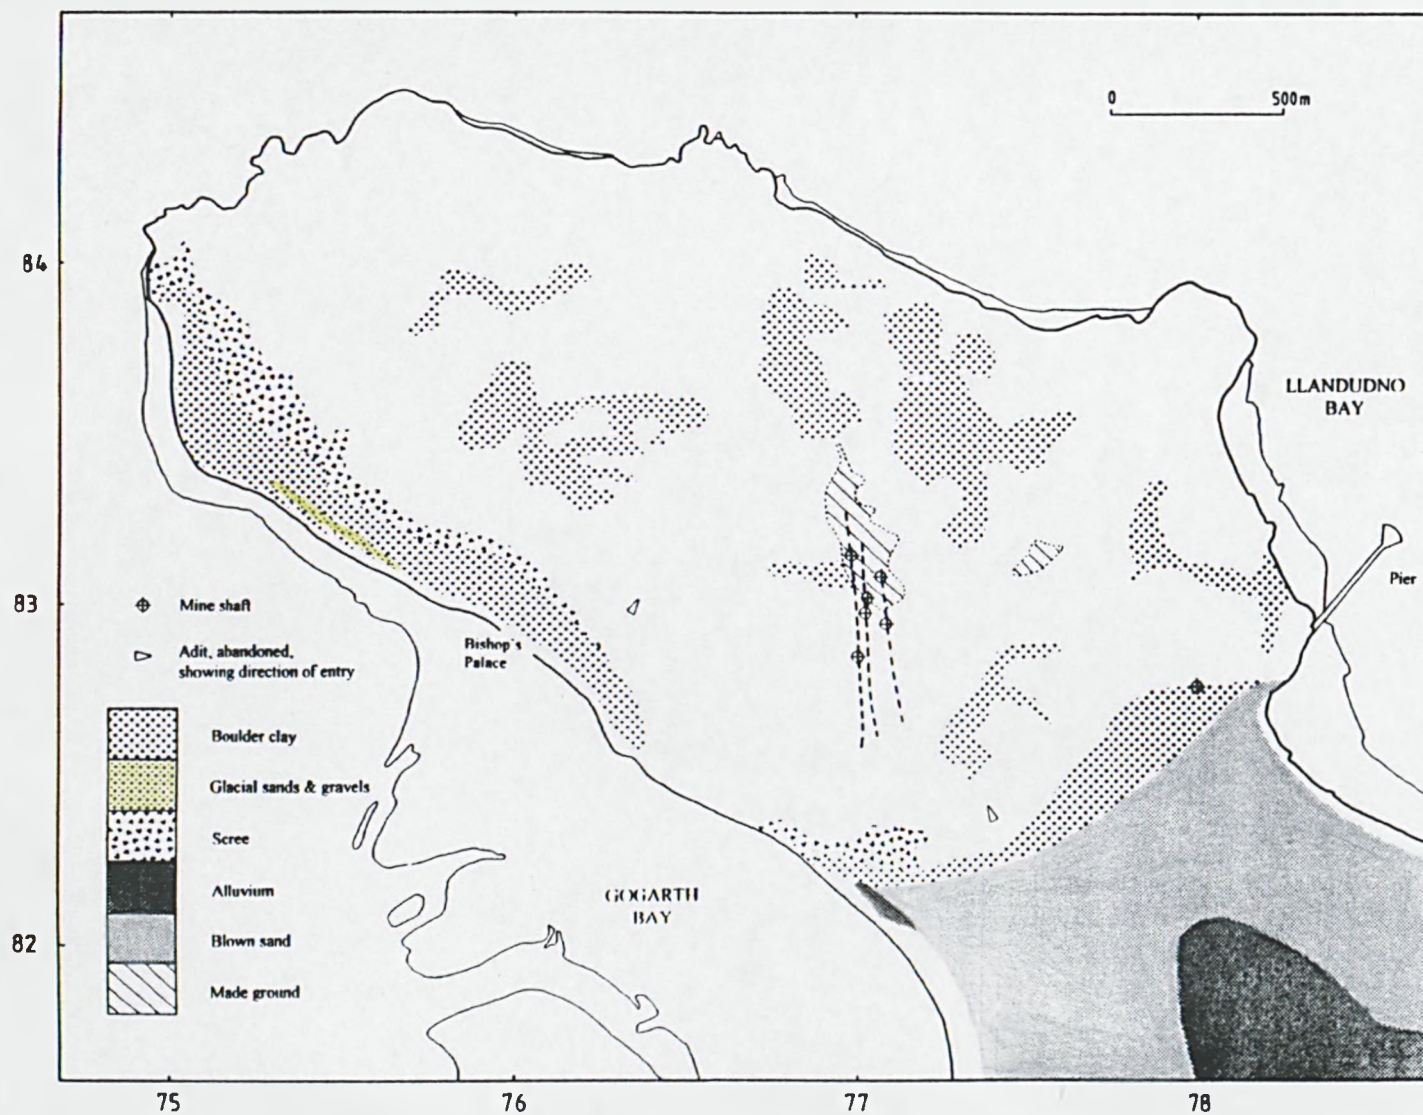 0 500m
84
LLANDUDNO
BAY
83
Mine shaft
Pier
Adit, abandoned,
showing direction of entry
Bishop's
Palace
Boulder clay
Glacial sands & gravels
Scree
Alluvium
GOGARTH
BAY
82
Blown sand
Made ground
75 76 77 78